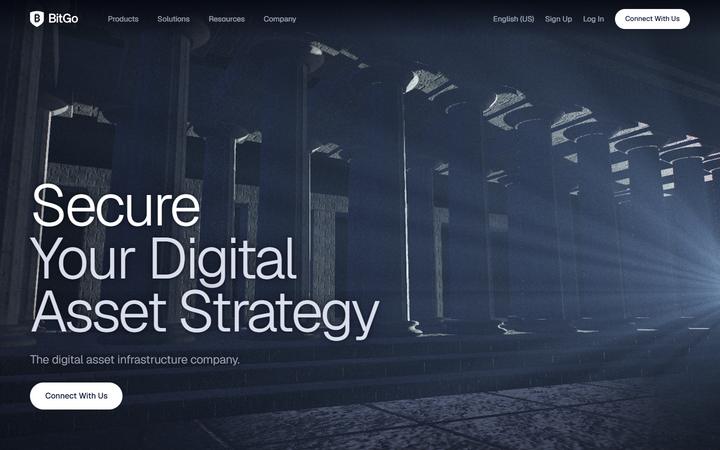 BitGo
Products
Solutions
Resources
Company
English (US)
Sign Up
Log In
Connect With Us
Secure
Your Digital
Asset Strategy
The digital asset infrastructure company.
Connect With Us